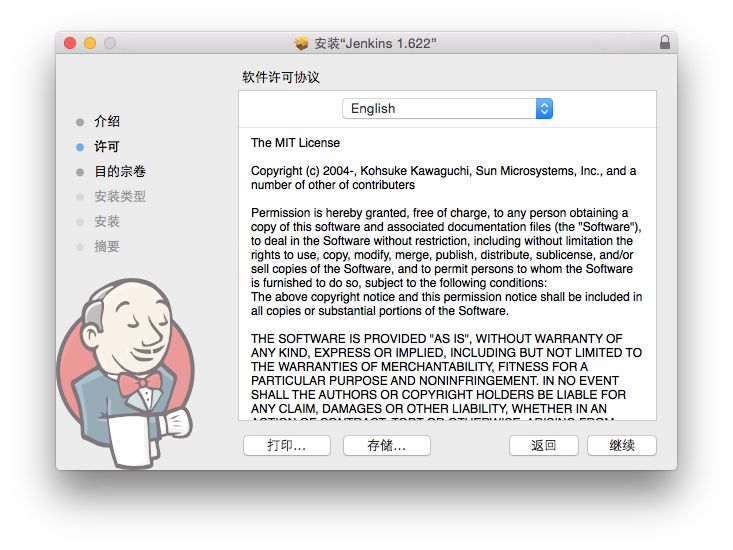 安装“Jenkins 1.622”
软件许可协议
English
介绍
许可
目的宗卷
安装类型
安装
摘要
The MIT License
Copyright (c) 2004-, Kohsuke Kawaguchi, Sun Microsystems, Inc., and a
number of other of contributers
Permission is hereby granted, free of charge, to any person obtaining a
copy of this software and associated documentation files (the "Software"),
to deal in the Software without restriction, including without limitation the
rights to use, copy, modify, merge, publish, distribute, sublicense, and/or
sell copies of the Software, and to permit persons to whom the Software
is furnished to do so, subject to the following conditions:
The above copyright notice and this permission notice shall be included in
all copies or substantial portions of the Software.
THE SOFTWARE IS PROVIDED "AS IS", WITHOUT WARRANTY OF
ANY KIND, EXPRESS OR IMPLIED, INCLUDING BUT NOT LIMITED TO
THE WARRANTIES OF MERCHANTABILITY, FITNESS FOR A
PARTICULAR PURPOSE AND NONINFRINGEMENT. IN NO EVENT
SHALL THE AUTHORS OR COPYRIGHT HOLDERS BE LIABLE FOR
ANY CLAIM, DAMAGES OR OTHER LIABILITY, WHETHER IN AN
ACTION OF CONTRACT, TORT OR OTHERWISE, ARISING FROM
打印...
存储...
返回
继续